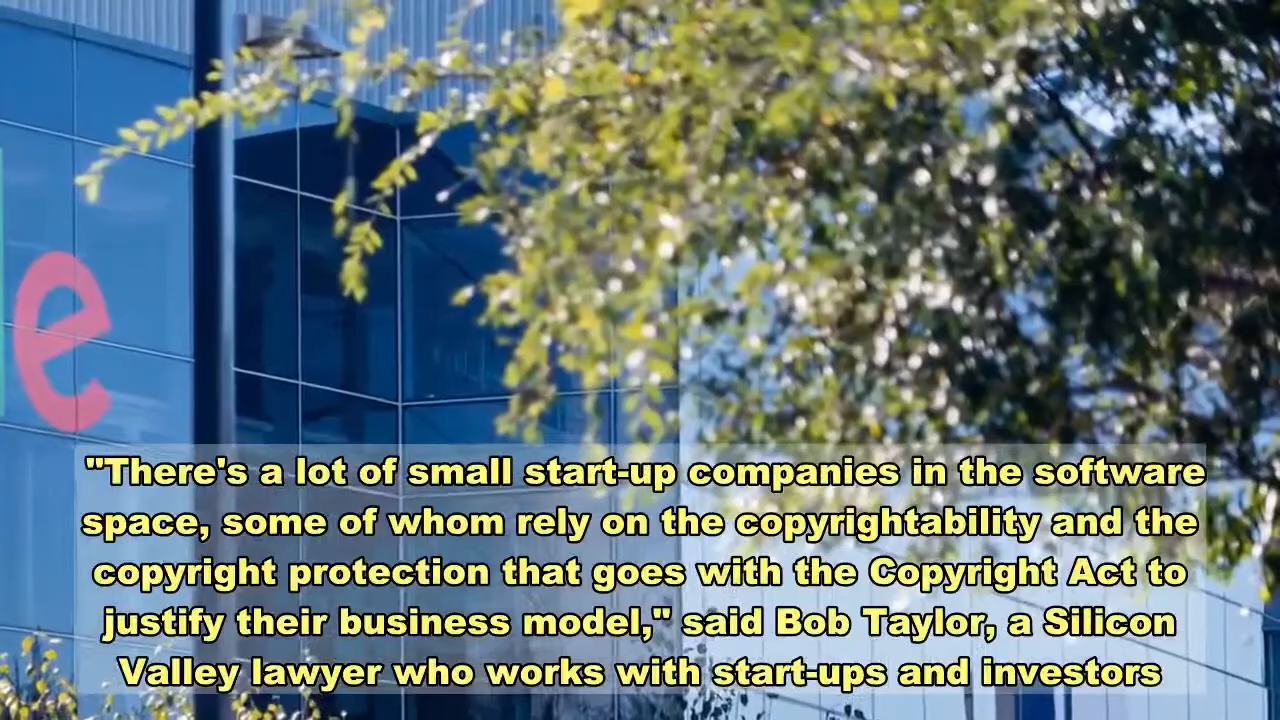 e
"There's a lot of small start-up companies in the software
space, some of whom rely on the copyrightability and the
copyright protection that goes with the Copyright Act to
justify their business model," said Bob Taylor, a Silicon
Valley lawyer who works with start-ups and investors